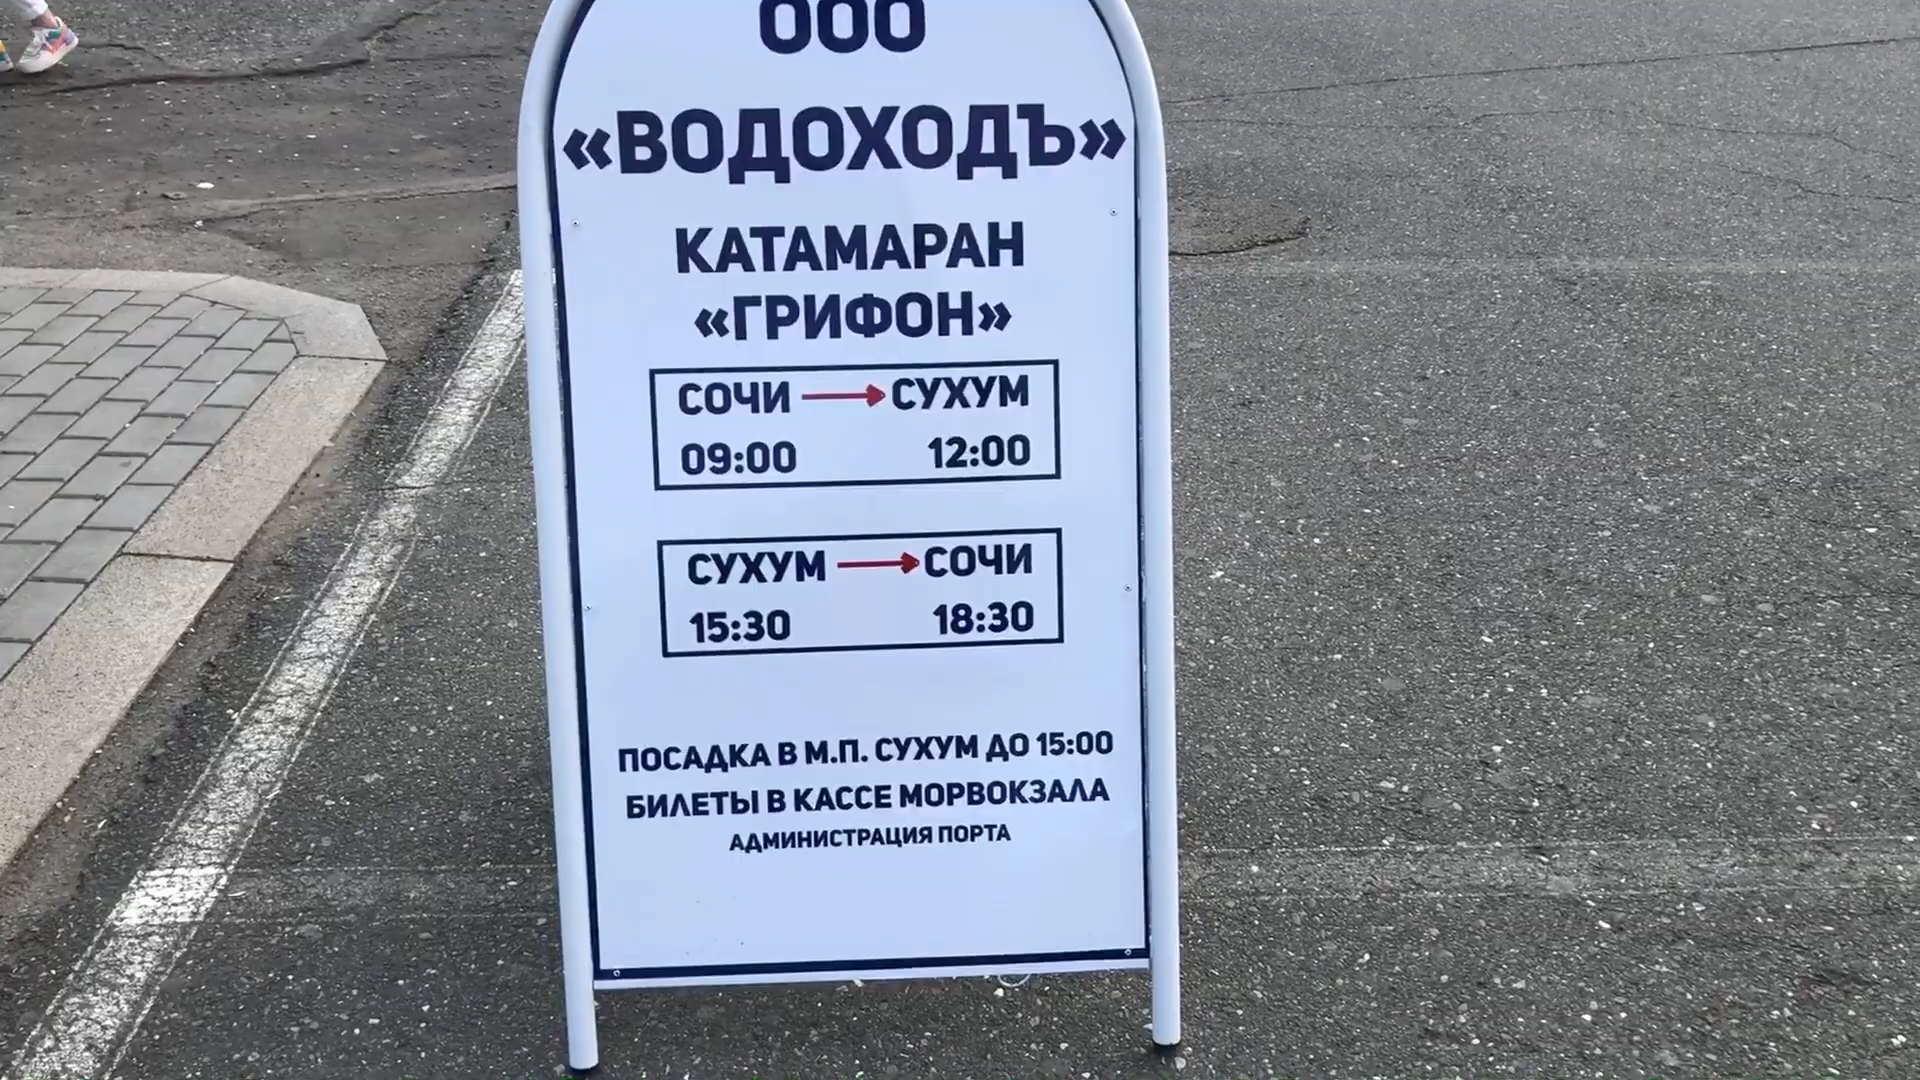 ООО
«ВОДОХОДЪ»
КАТАМАРАН
«ГРИФОН»
СОЧИ → СУХУМ
09:00 12:00
СУХУМ → СОЧИ
15:30 18:30
ПОСАДКА В М.П. СУХУМ ДО 15:00
БИЛЕТЫ В КАССЕ МОРВОКЗАЛА
АДМИНИСТРАЦИЯ ПОРТА